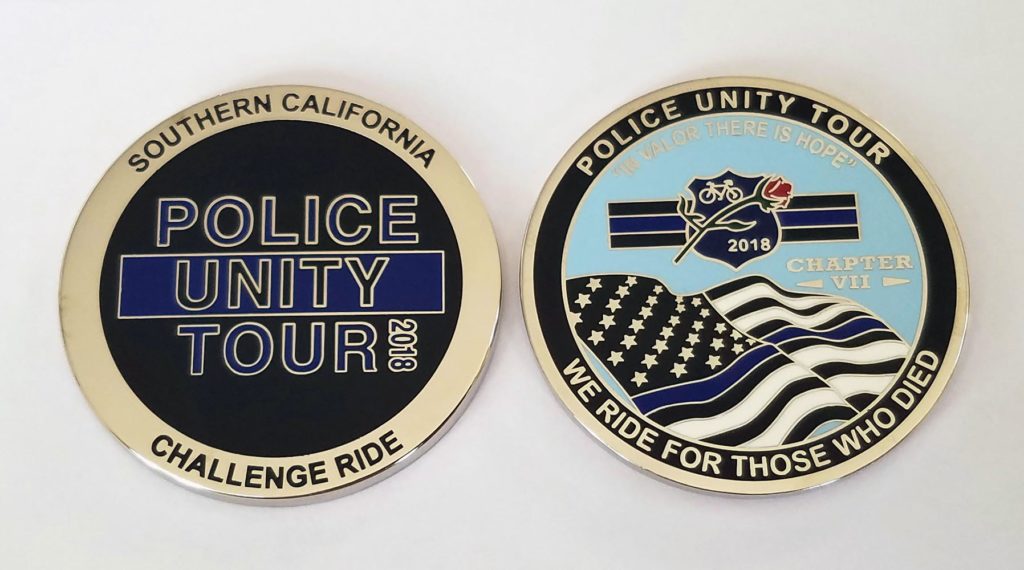 SOUTHERN CALIFORNIA
POLICE
UNITY
TOUR
2018
CHALLENGE RIDE
POLICE UNITY TOUR
"IN VALOR THERE IS HOPE"
2018
CHAPTER
VII
WE RIDE FOR THOSE WHO DIED